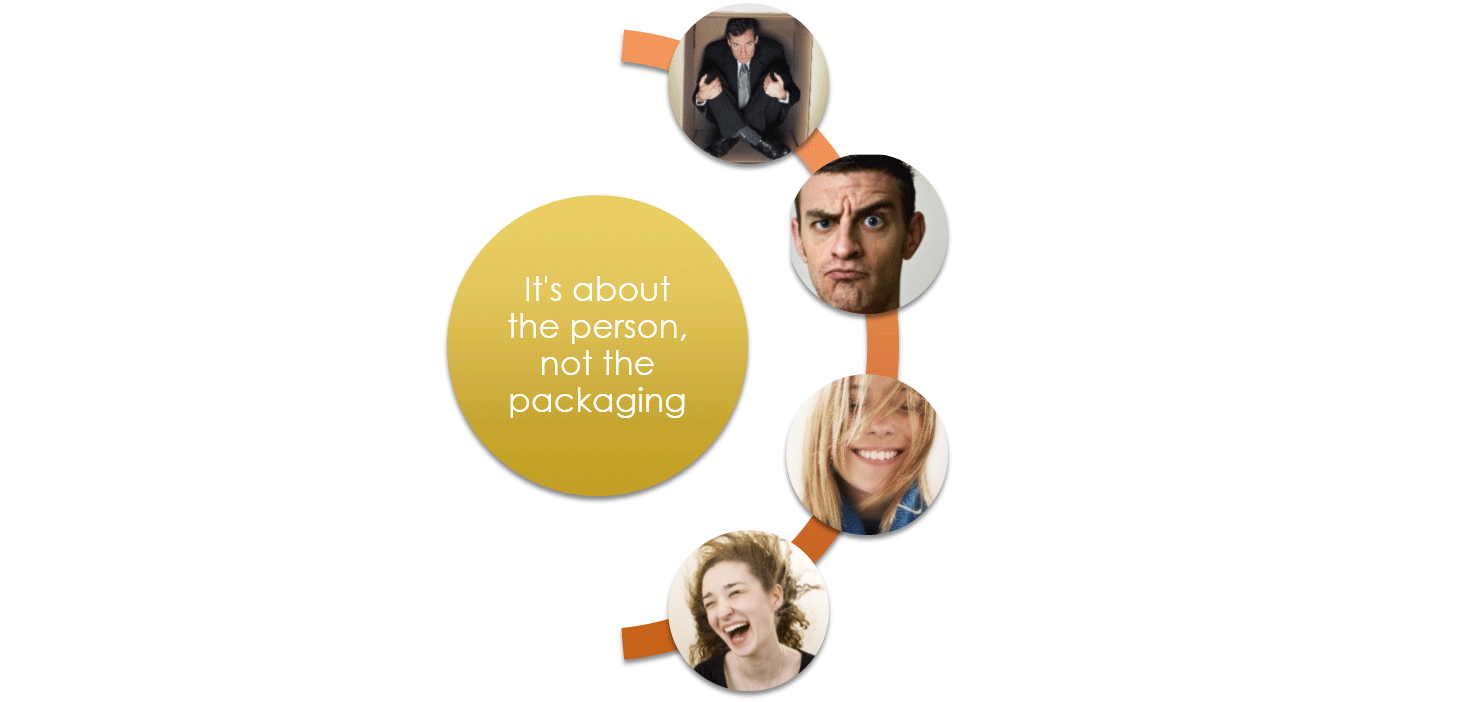 It's about
the person,
not the
packaging